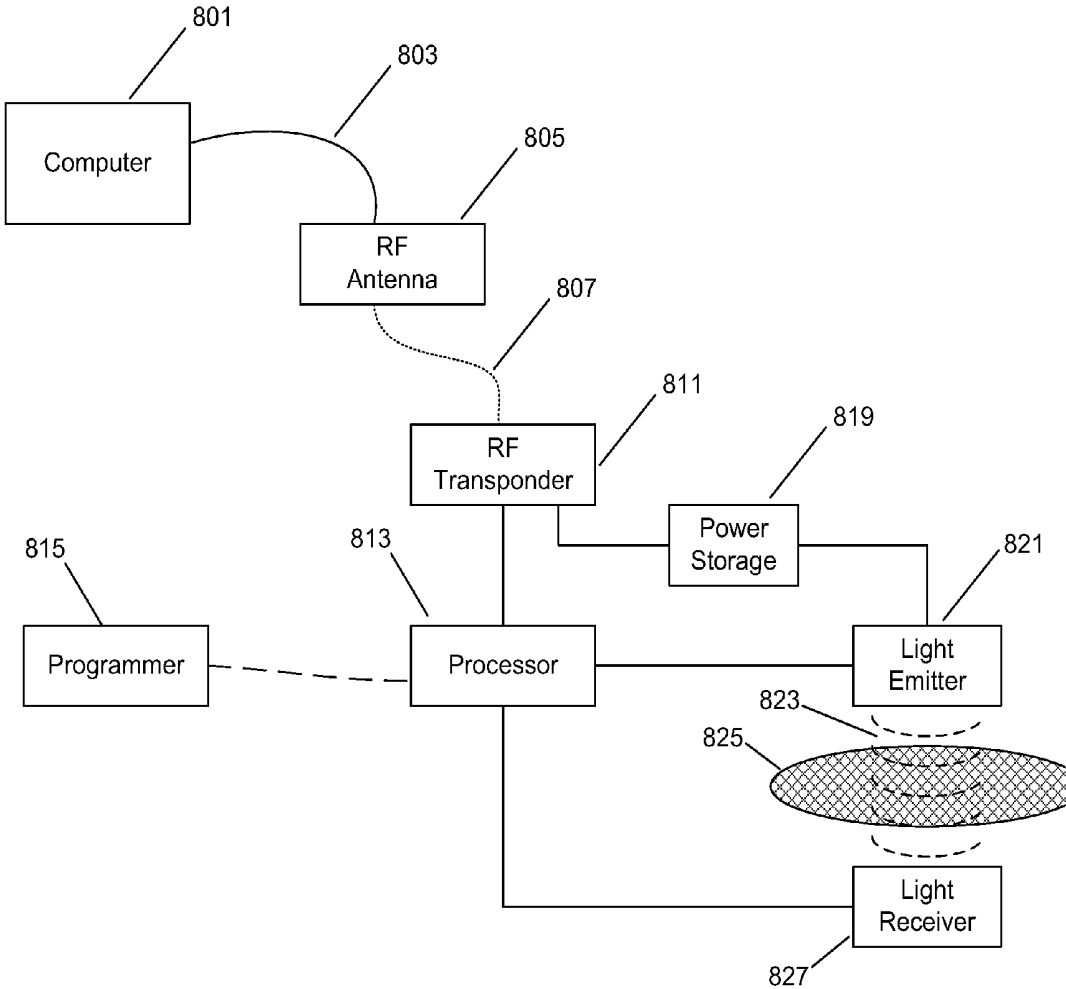 801
803
Computer
805
RF
Antenna
807
811
RF
Transponder
819
Power
Storage
815
813
821
Programmer
Processor
Light
Emitter
823
825
Light
Receiver
827